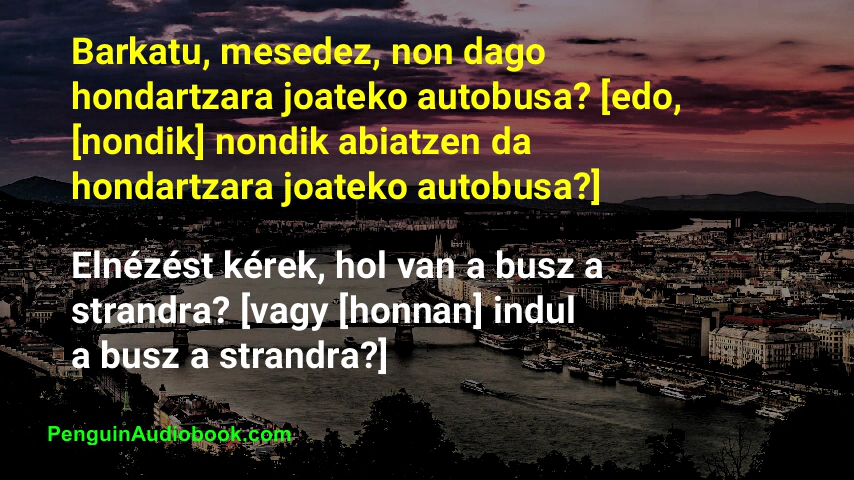 Barkatu, mesedez, non dago
hondartzara joateko autobusa? [edo,
[nondik] nondik abiatzen da
hondartzara joateko autobusa?]
Elnézést kérek, hol van a busz a
strandra? [vagy [honnan] indul
a busz a strandra?]
PenguinAudiobook.com